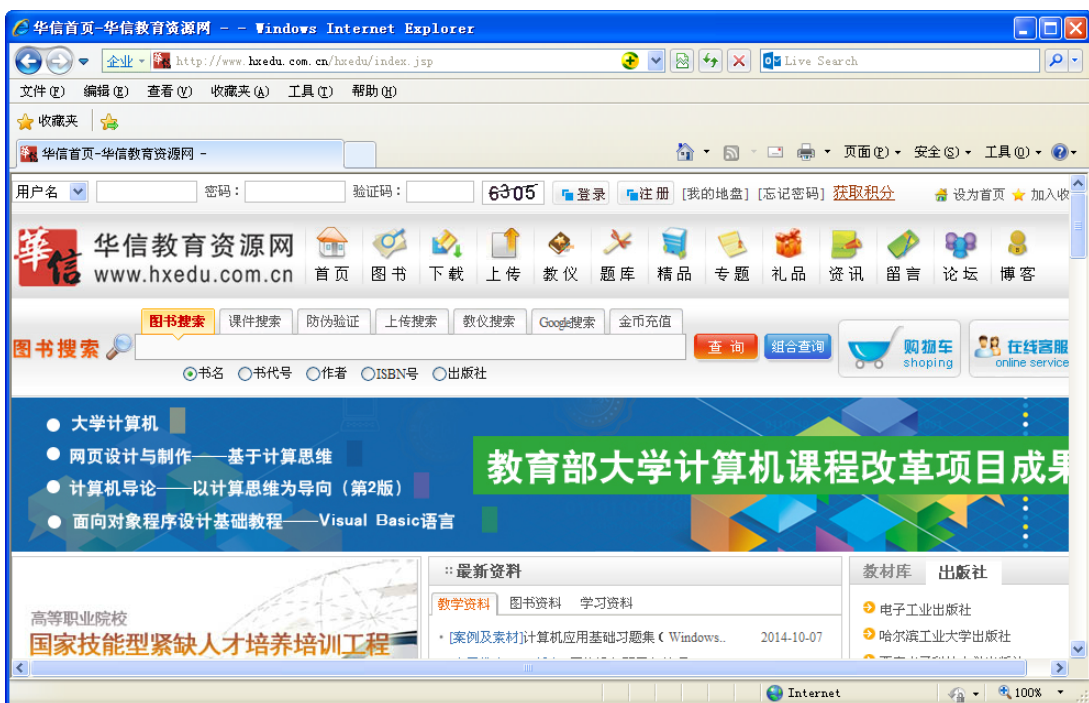 华信首页-华信教育资源网 - - Windows Internet Explorer
企业 http://www.hxedu.com.cn/hxedu/index.jsp Live Search
文件(F) 编辑(E) 查看(V) 收藏夹(A) 工具(T) 帮助(H)
收藏夹
华信首页-华信教育资源网 - 页面(P) 安全(S) 工具(O)
用户名 密码: 验证码: 6305 登录 注册 [我的地盘] [忘记密码] 获取积分 设为首页 加入收
華信 华信教育资源网
www.hxedu.com.cn 首页 图书 下载 上传 教仪 题库 精品 专题 礼品 资讯 留言 论坛 博客
图书搜索 课件搜索 防伪验证 上传搜索 教仪搜索 Google搜索 金币充值
图书搜索 查 询 组合查询 购物车 shoping 在线客服 online service
书名 书代号 作者 ISBN号 出版社
● 大学计算机
● 网页设计与制作——基于计算思维
● 计算机导论——以计算思维为导向（第2版）
● 面向对象程序设计基础教程——Visual Basic语言
教育部大学计算机课程改革项目成果
高等职业院校
国家技能型紧缺人才培养培训工程
::最新资料
教学资料 图书资料 学习资料
· [案例及素材]计算机应用基础习题集 ( Windows.. 2014-10-07
教材库 出版社
电子工业出版社
哈尔滨工业大学出版社
Internet 100%